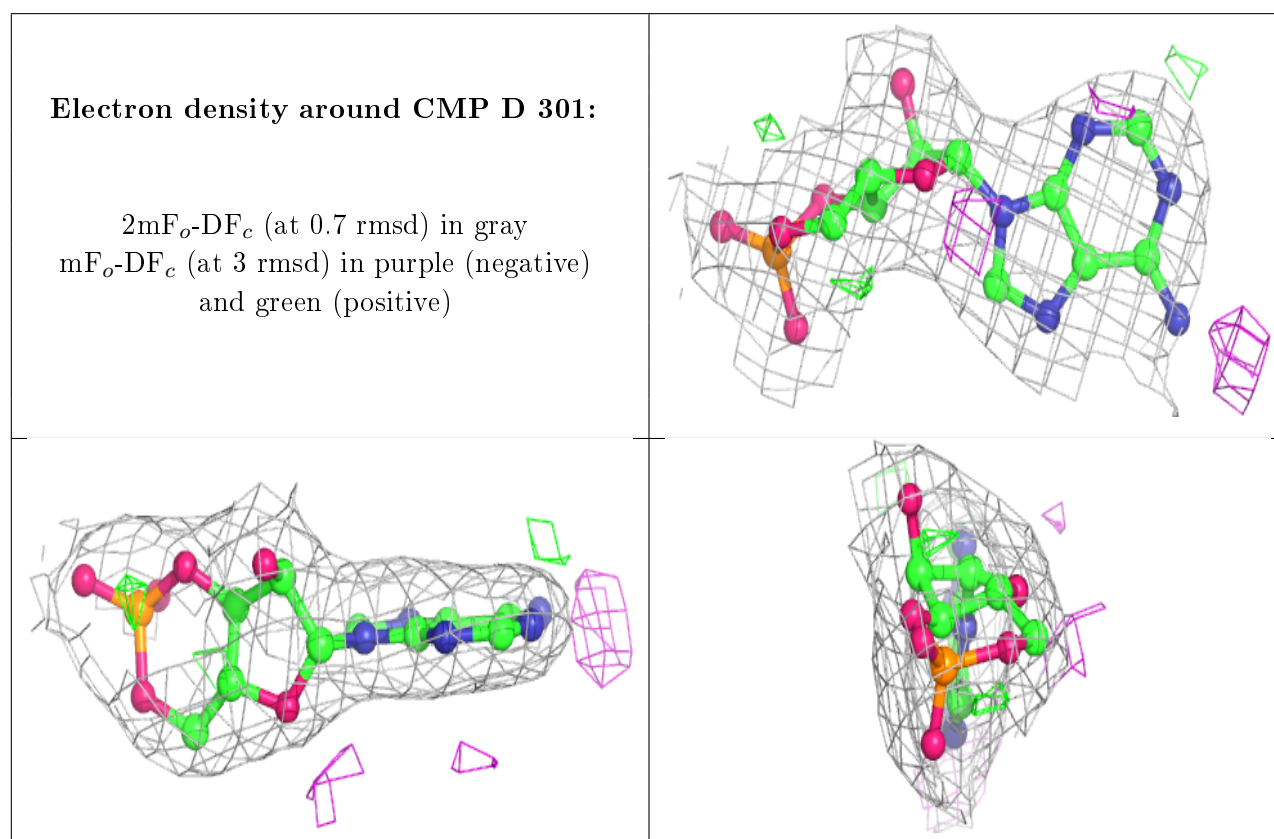 Electron density around CMP D 301:
2mFo-DFc (at 0.7 rmsd) in gray
mFo-DFc (at 3 rmsd) in purple (negative)
and green (positive)